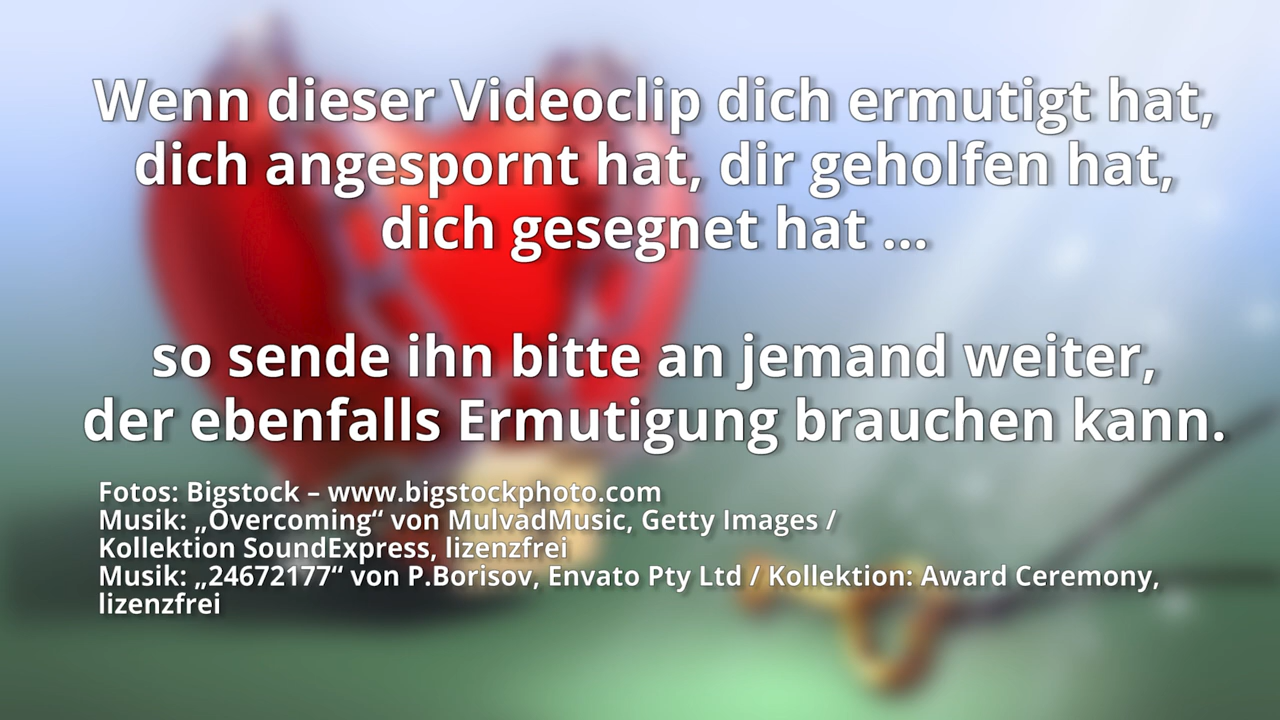 Wenn dieser Videoclip dich ermutigt hat,
dich angespornt hat, dir geholfen hat,
dich gesegnet hat ...
so sende ihn bitte an jemand weiter,
der ebenfalls Ermutigung brauchen kann.
Fotos: Bigstock – www.bigstockphoto.com
Musik: „Overcoming“ von MulvadMusic, Getty Images /
Kollektion SoundExpress, lizenzfrei
Musik: „24672177“ von P.Borisov, Envato Pty Ltd / Kollektion: Award Ceremony,
lizenzfrei